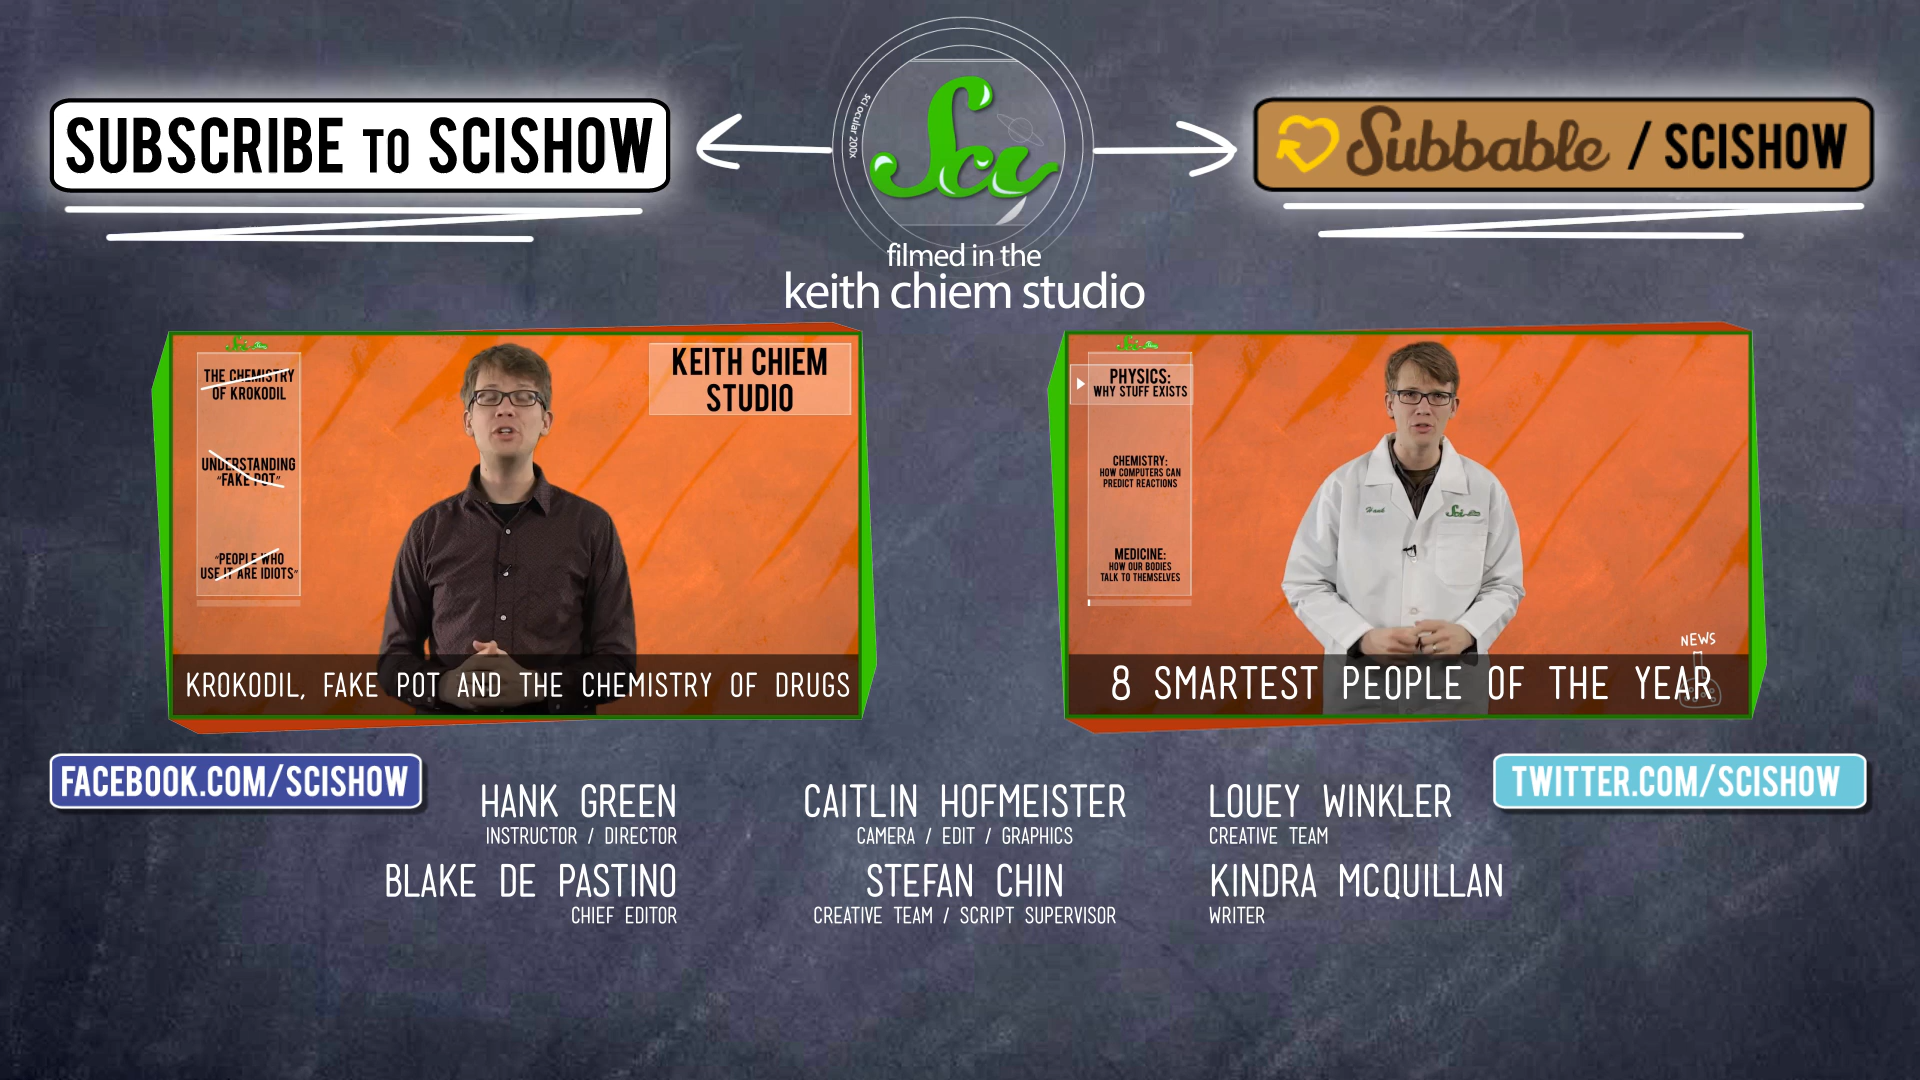 SUBSCRIBE TO SCISHOW
sci ocular 200x
Sci
Subbable / SCISHOW
filmed in the
keith chiem studio
THE CHEMISTRY
OF KROKODIL
UNDERSTANDING
"FAKE POT"
"PEOPLE WHO
USE IT ARE IDIOTS"
KEITH CHIEM
STUDIO
KROKODIL, FAKE POT AND THE CHEMISTRY OF DRUGS
PHYSICS:
WHY STUFF EXISTS
CHEMISTRY:
HOW COMPUTERS CAN
PREDICT REACTIONS
MEDICINE:
HOW OUR BODIES
TALK TO THEMSELVES
Hank
NEWS
8 SMARTEST PEOPLE OF THE YEAR
FACEBOOK.COM/SCISHOW
TWITTER.COM/SCISHOW
HANK GREEN
INSTRUCTOR / DIRECTOR
BLAKE DE PASTINO
CHIEF EDITOR
CAITLIN HOFMEISTER
CAMERA / EDIT / GRAPHICS
STEFAN CHIN
CREATIVE TEAM / SCRIPT SUPERVISOR
LOUEY WINKLER
CREATIVE TEAM
KINDRA MCQUILLAN
WRITER